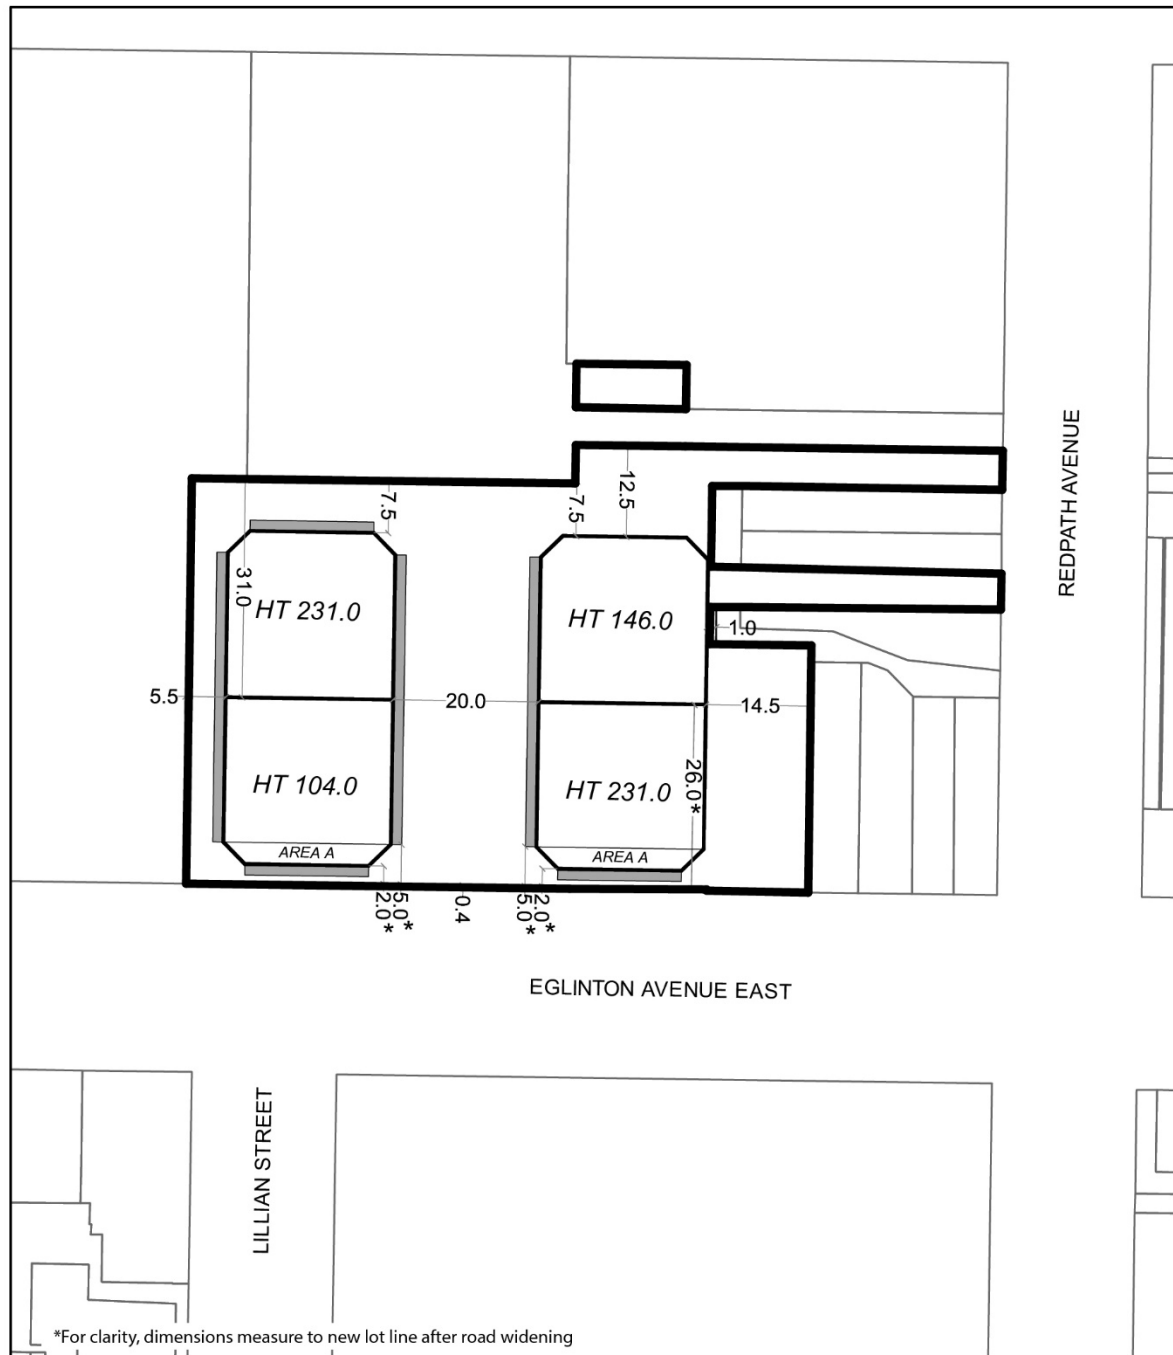 REDPATH AVENUE
12.5
7.5
7.5
31.0
HT 231.0
HT 146.0
1.0
5.5
20.0
14.5
HT 104.0
HT 231.0
26.0*
AREA A
AREA A
2.0*
5.0*
0.4
5.0*
2.0*
EGLINTON AVENUE EAST
LILLIAN STREET
*For clarity, dimensions measure to new lot line after road widening